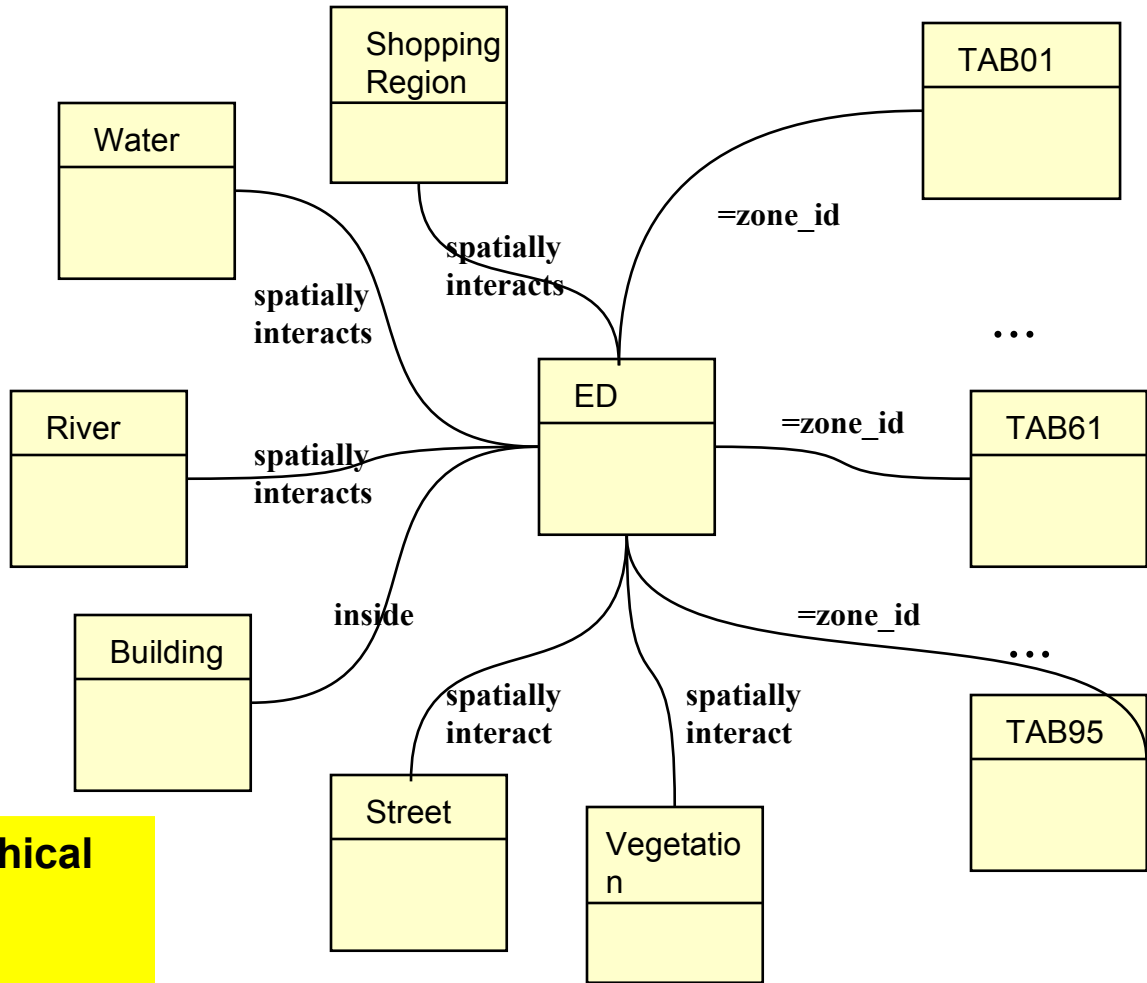 Shopping
Region
TAB01
Water
=zone_id
spatially
interacts
spatially
interacts
...
ED
River
=zone_id
TAB61
spatially
interacts
inside
=zone_id
Building
...
spatially
interact
spatially
interact
TAB95
Street
Vegetatio
n
hical